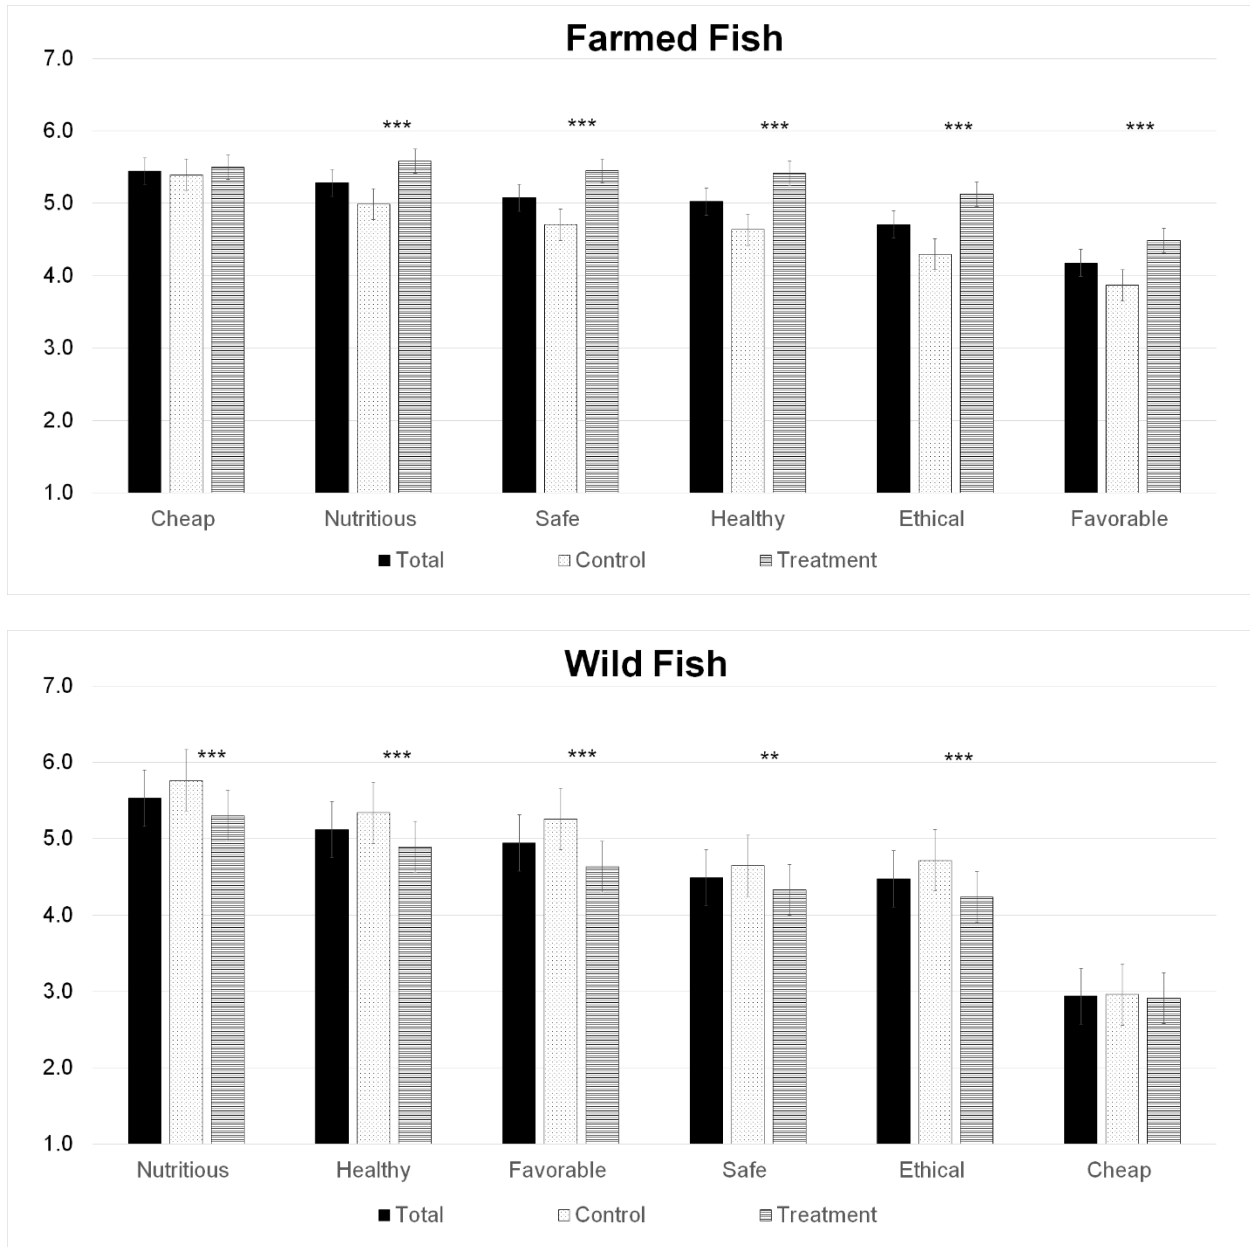 Farmed Fish
7.0
6.0
*** *** *** *** ***
5.0
4.0
3.0
2.0
1.0
Cheap Nutritious Safe Healthy Ethical Favorable
Total Control Treatment
Wild Fish
7.0
6.0
*** *** *** ** ***
5.0
4.0
3.0
2.0
1.0
Nutritious Healthy Favorable Safe Ethical Cheap
Total Control Treatment